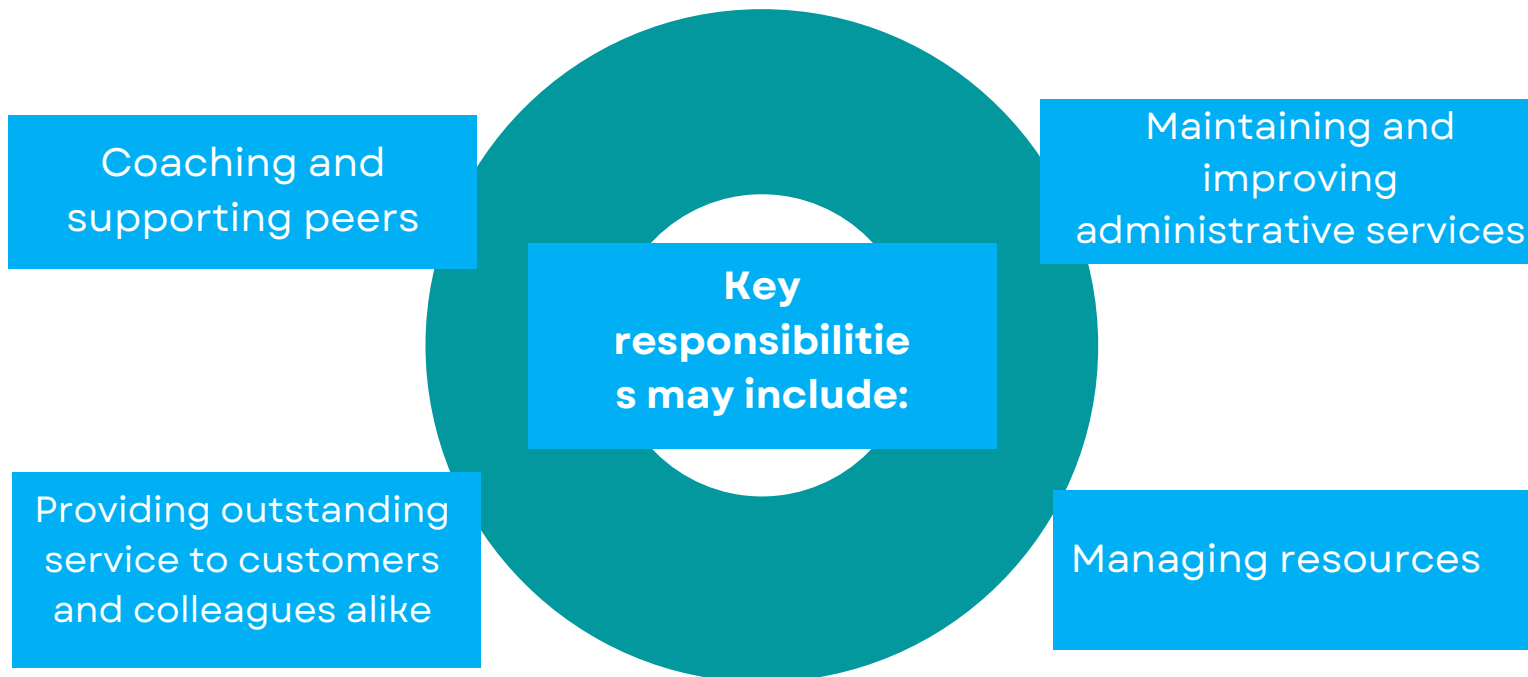 Coaching and
supporting peers
Maintaining and
improving
administrative services
Key
responsibilitie
s may include:
Providing outstanding
service to customers
and colleagues alike
Managing resources